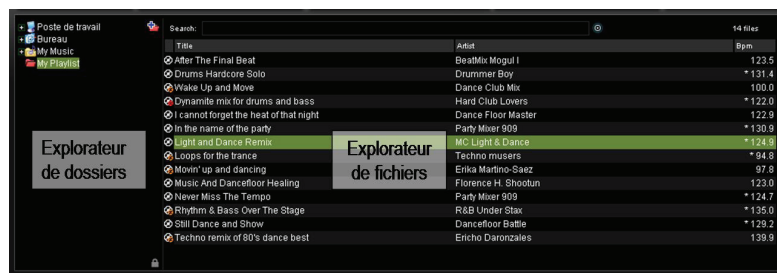 Poste de travail
Bureau
My Music
My Playlist
Explorateur
de dossiers
Search:
14 files
Title Artist Bpm
After The Final Beat BeatMix Mogul I 123.5
Drums Hardcore Solo Drummer Boy * 131.4
Wake Up and Move Dance Club Mix 100.0
Dynamite mix for drums and bass Hard Club Lovers * 122.0
I cannot forget the heat of that night Dance Floor Master 122.9
In the name of the party Party Mixer 909 * 130.9
Light and Dance Remix MC Light & Dance * 124.9
Loops for the trance Techno musers * 94.8
Movin' up and dancing Erika Martino-Saez 97.8
Music And Dancefloor Healing Florence H. Shootun 123.0
Never Miss The Tempo Party Mixer 909 * 124.7
Rhythm & Bass Over The Stage R&B Under Stax * 135.0
Still Dance and Show Dancefloor Battle * 129.2
Techno remix of 80's dance best Ericho Daronzales 139.9
Explorateur
de fichiers